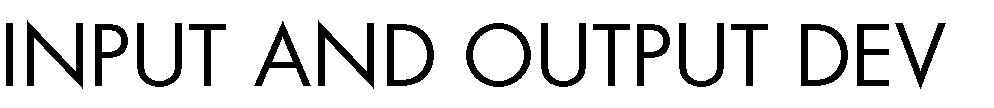 INPUT AND OUTPUT DEV